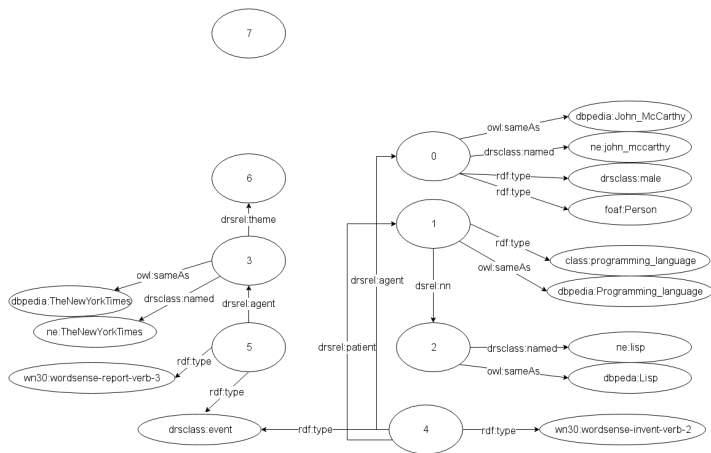 7
dbpedia:John_McCarthy
owl:sameAs
0
drsclass:named
ne:john_mccarthy
6
rdf:type
drsclass:male
rdf:type
foaf:Person
drsrel:theme
1
rdf:type
owl:sameAs
3
class:programming_language
owl:sameAs
drsrel:agent
dsrel:nn
dbpedia:TheNewYorkTimes
drsclass:named
dbpedia:Programming_language
drsrel:agent
ne:TheNewYorkTimes
drsrel:patient
5
2
drsclass:named
ne:lisp
rdf:type
wn30:wordsense-report-verb-3
owl:sameAs
dbpeda:Lisp
rdf:type
drsclass:event
rdf:type
4
rdf:type
wn30:wordsense-invent-verb-2